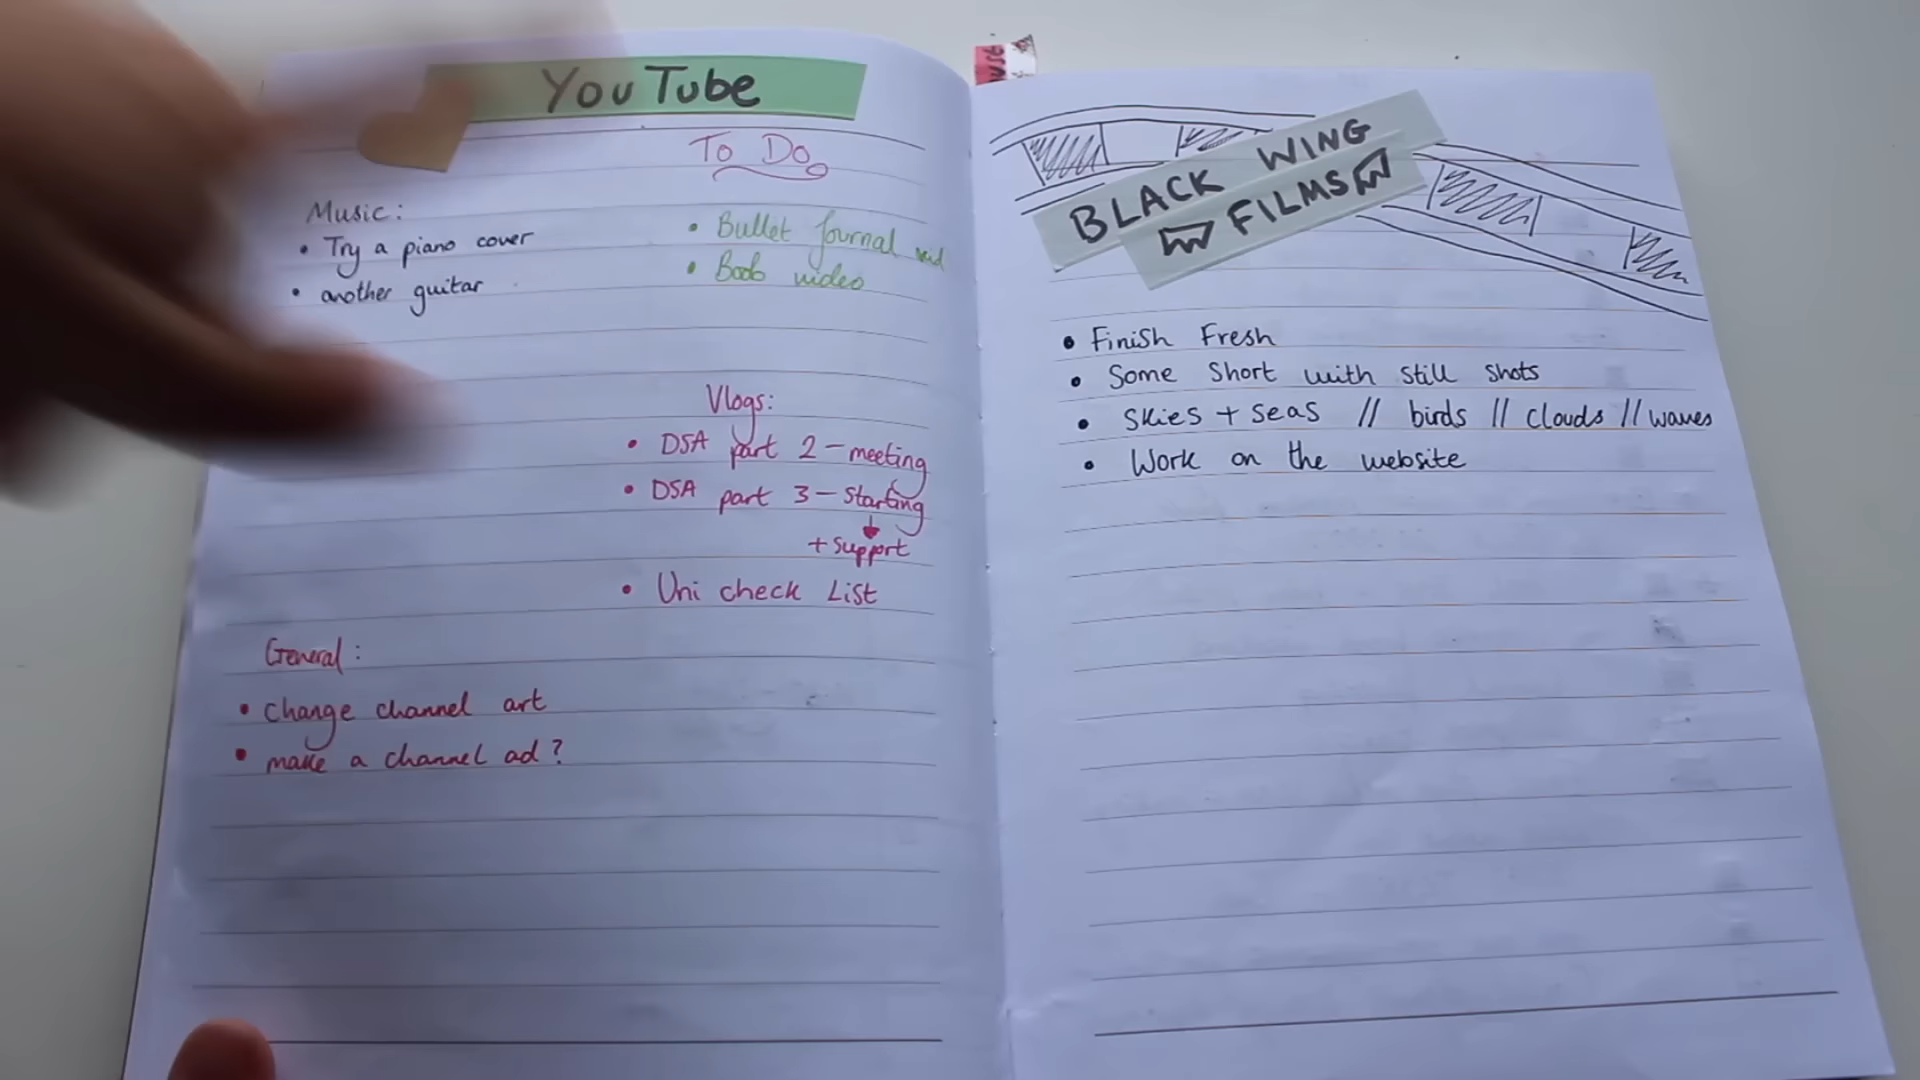 YouTube
To Do
Music:
• Try a piano cover
• another guitar
• Bullet Journal vid
• Boob video
Vlogs:
• DSA part 2 - meeting
• DSA part 3 - starting
+ support
• Uni check List
General:
• change channel art
• make a channel ad?
BLACK WING
FILMS
• Finish Fresh
• Some Short with still shots
• Skies + seas // birds // clouds // waves
• Work on the website